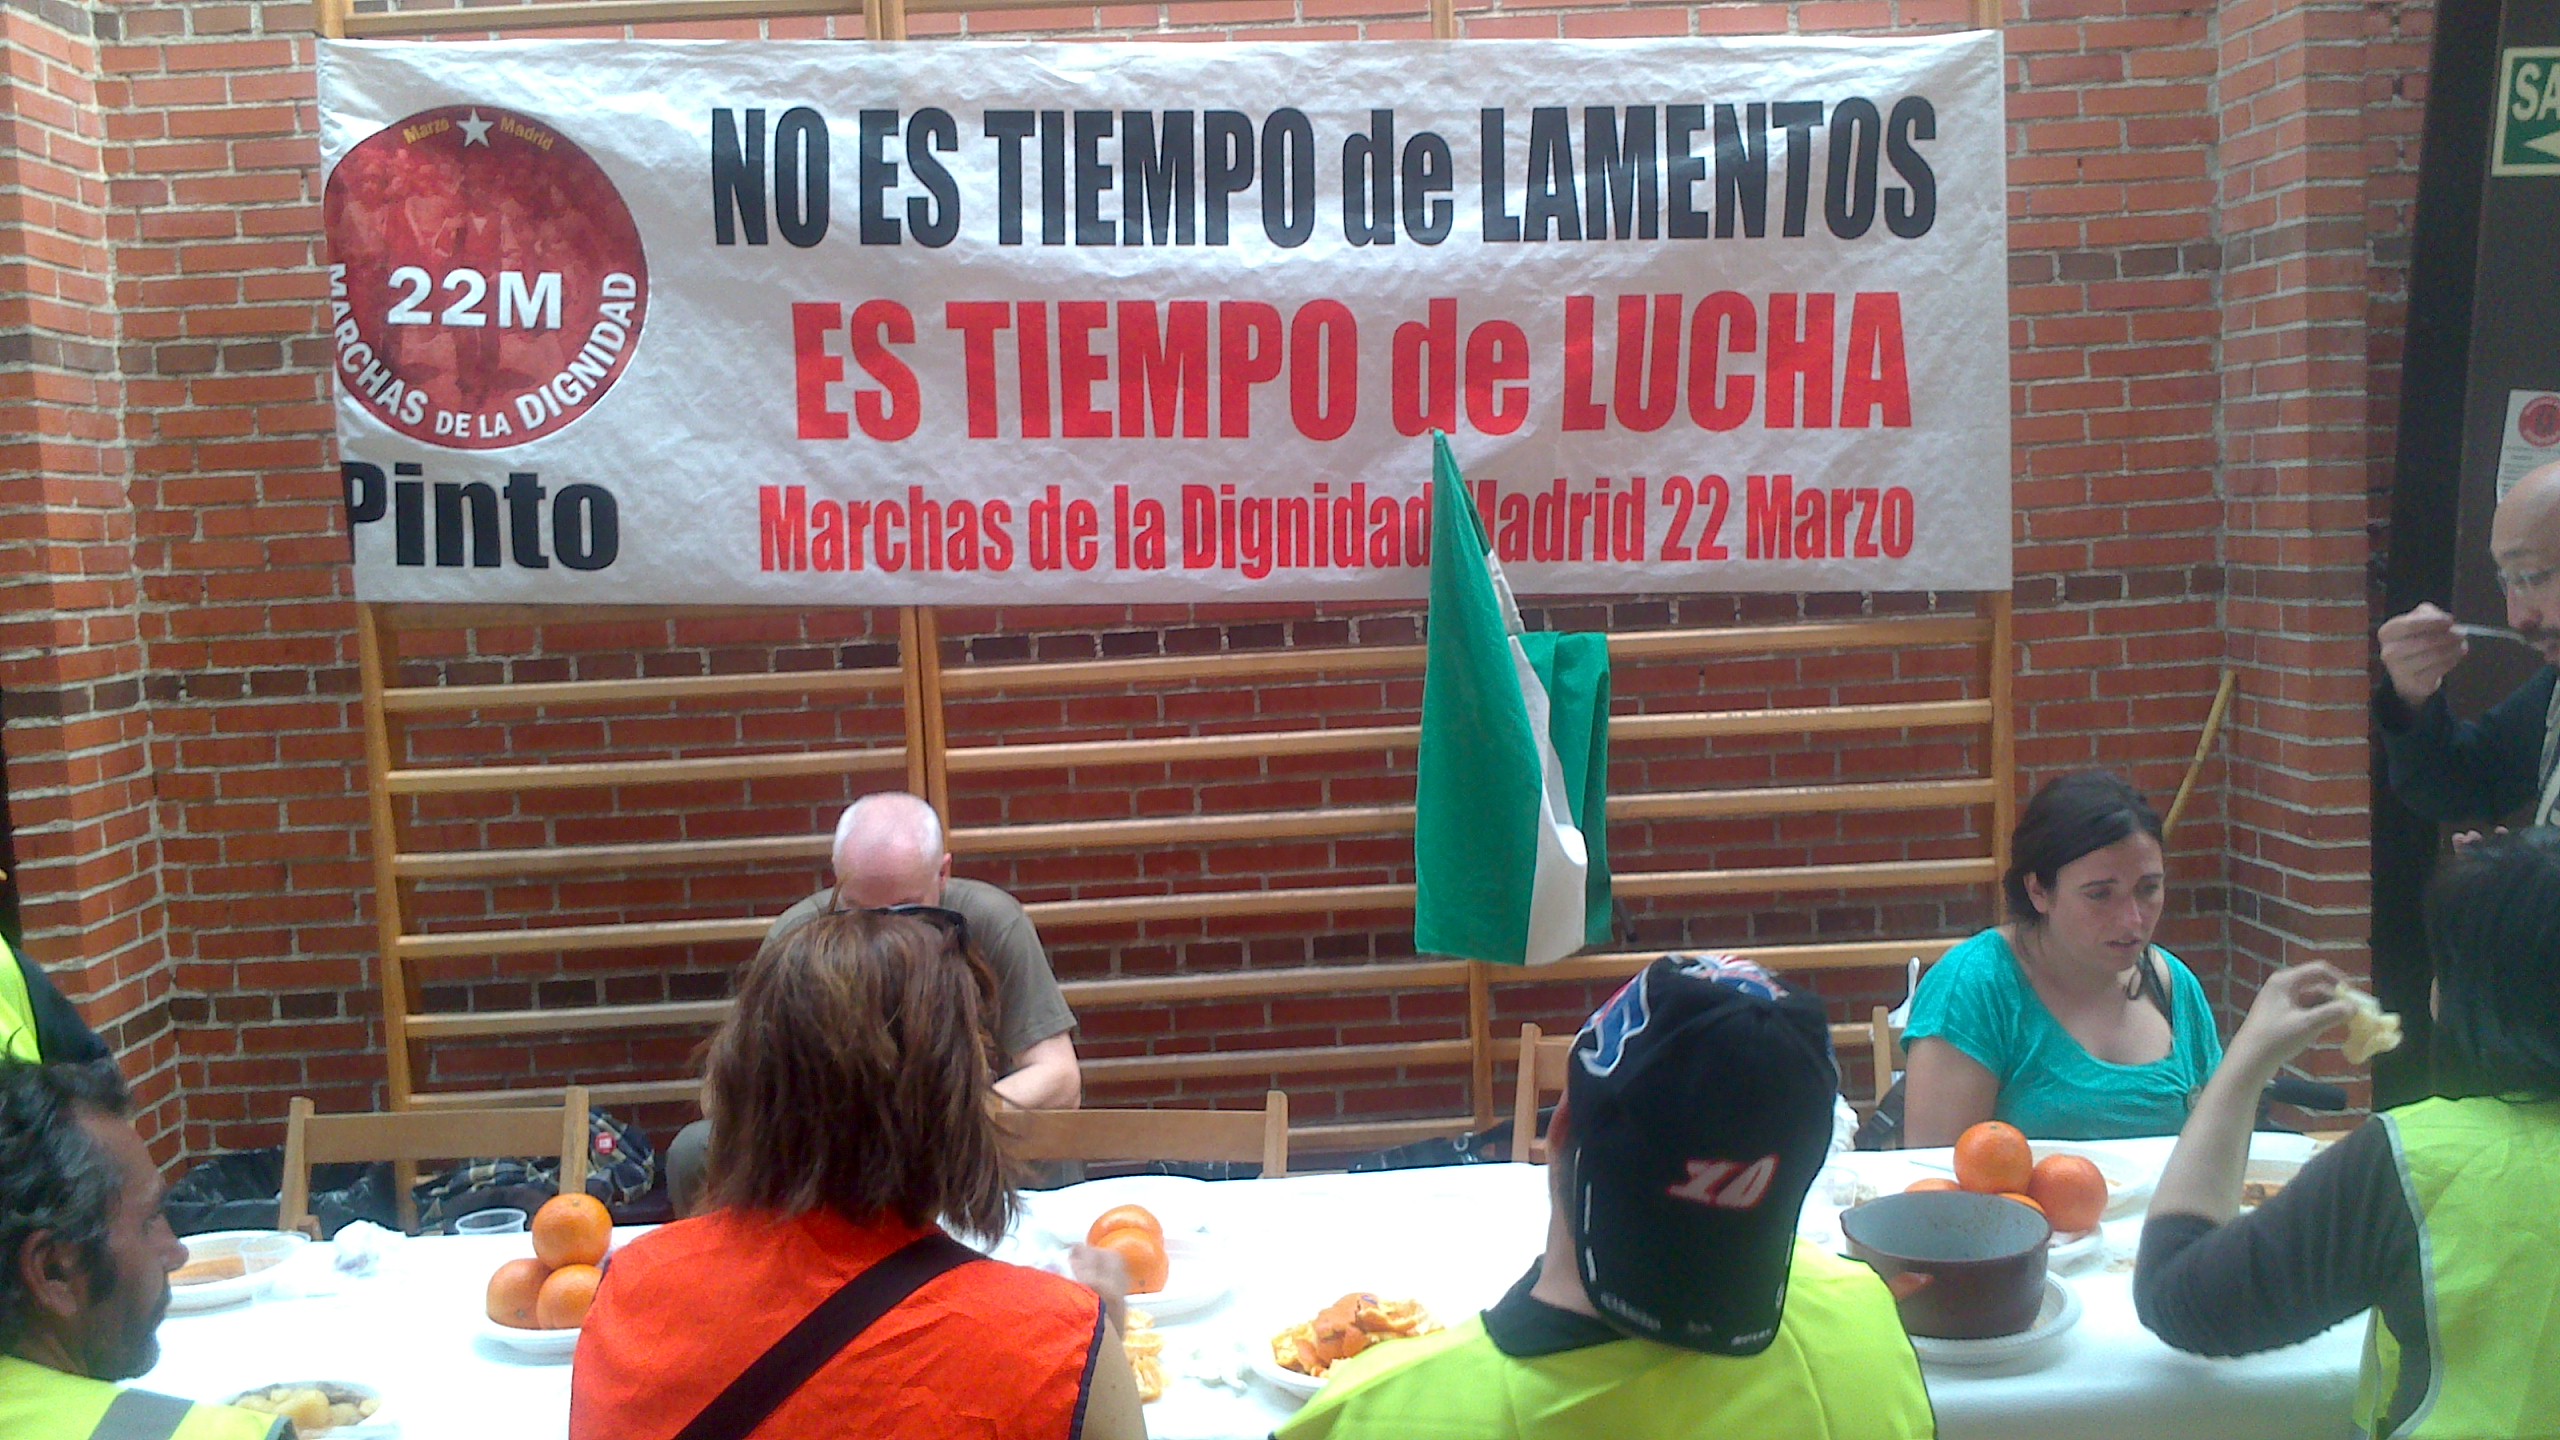 Marzo Madrid
22M
MARCHAS DE LA DIGNIDAD
Pinto
NO ES TIEMPO de LAMENTOS
ES TIEMPO de LUCHA
Marchas de la Dignidad Madrid 22 Marzo
SA
10